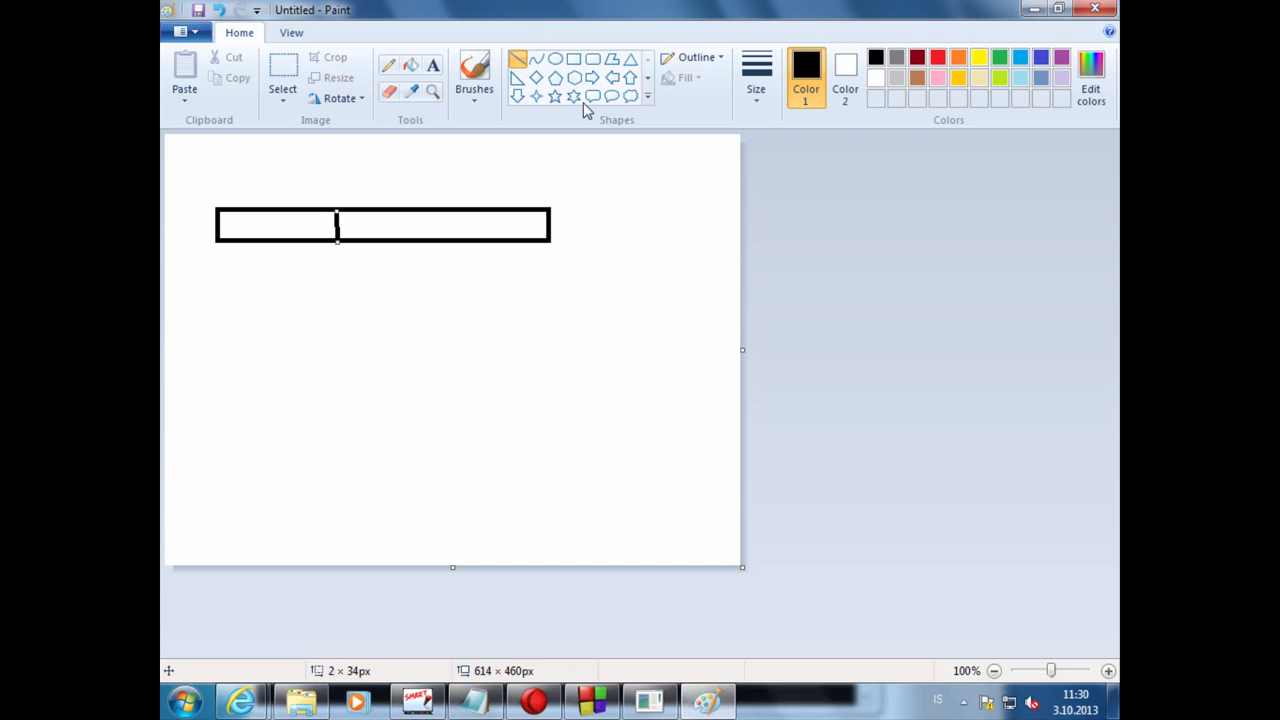 Untitled - Paint
Home
View
Paste
Cut
Copy
Clipboard
Select
Crop
Resize
Rotate
Image
A
Tools
Brushes
Outline
Fill
Shapes
Size
Color
1
Color
2
Edit
colors
Colors
2 × 34px
614 × 460px
100%
SMART
IS
11:30
3.10.2013